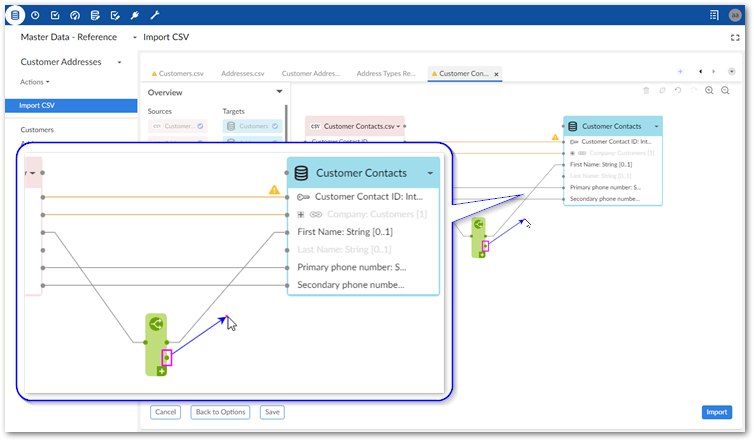 Master Data - Reference
Import CSV
Customer Addresses
Actions
Import CSV
Customers
Customers.csv
Addresses.csv
Customer Addres...
Address Types Re...
Customer Con...
Overview
Sources
Targets
CSV Customer...
Customers
CSV Customer Contacts.csv
Customer Contact ID
Customer Contacts
Customer Contact ID: Int...
Company: Customers [1]
First Name: String [0..1]
Last Name: String [0..1]
Primary phone number: S...
Secondary phone numbe...
Customer Contacts
Customer Contact ID: Int...
Company: Customers [1]
First Name: String [0..1]
Last Name: String [0..1]
Primary phone number: S...
Secondary phone numbe...
Cancel
Back to Options
Save
Import